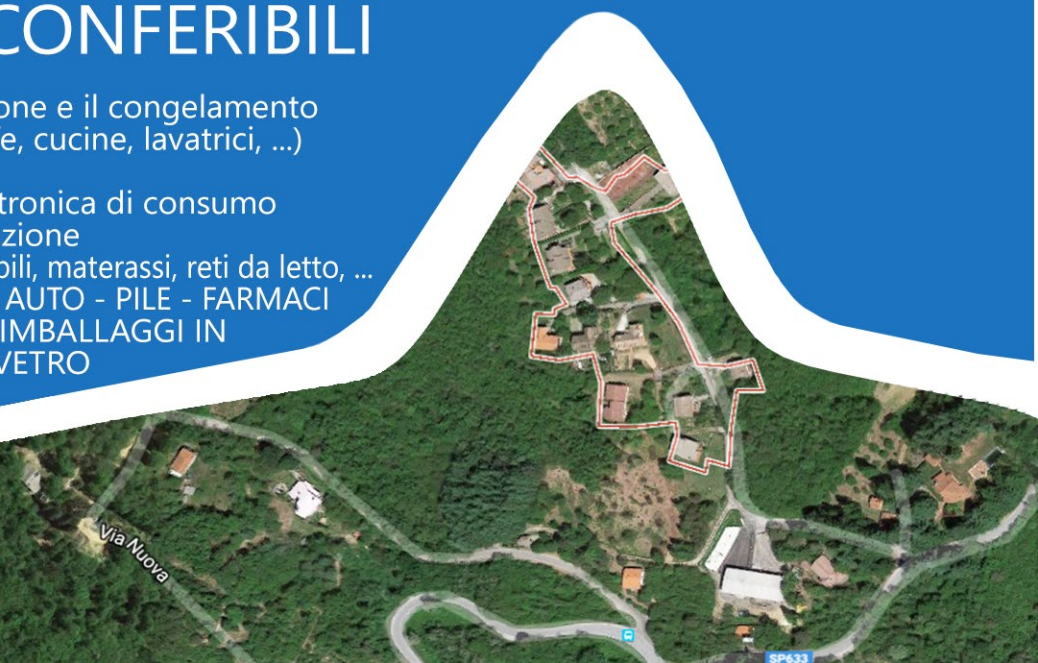 CONFERIBILI
one e il congelamento
e, cucine, lavatrici, ...)
tronica di consumo
zione
bili, materassi, reti da letto, ...
AUTO - PILE - FARMACI
IMBALLAGGI IN
VETRO
Via Nuova
SP633